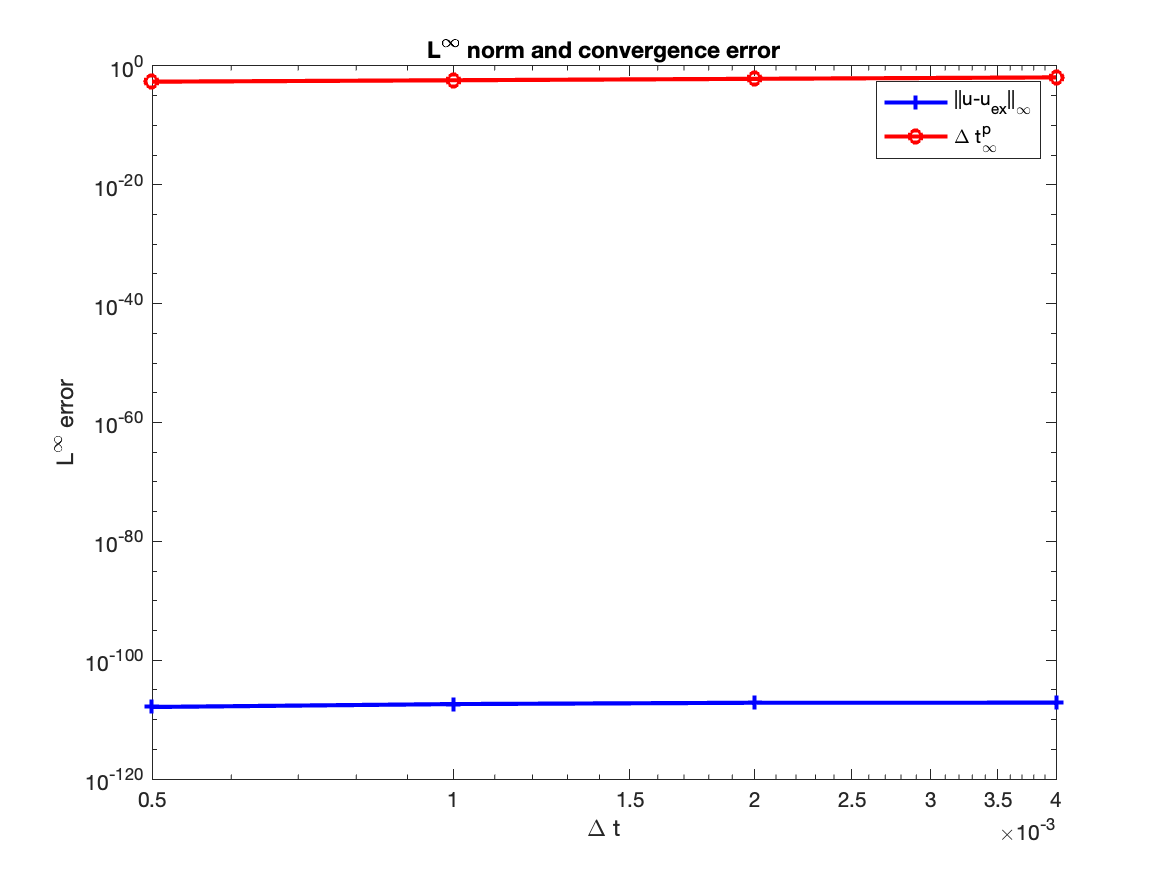 L^∞ norm and convergence error
10^0
10^-20
10^-40
10^-60
10^-80
10^-100
10^-120
L^∞ error
||u-u_ex||_∞
Δ t^p_∞
0.5 1 1.5 2 2.5 3 3.5 4
×10^-3
Δ t